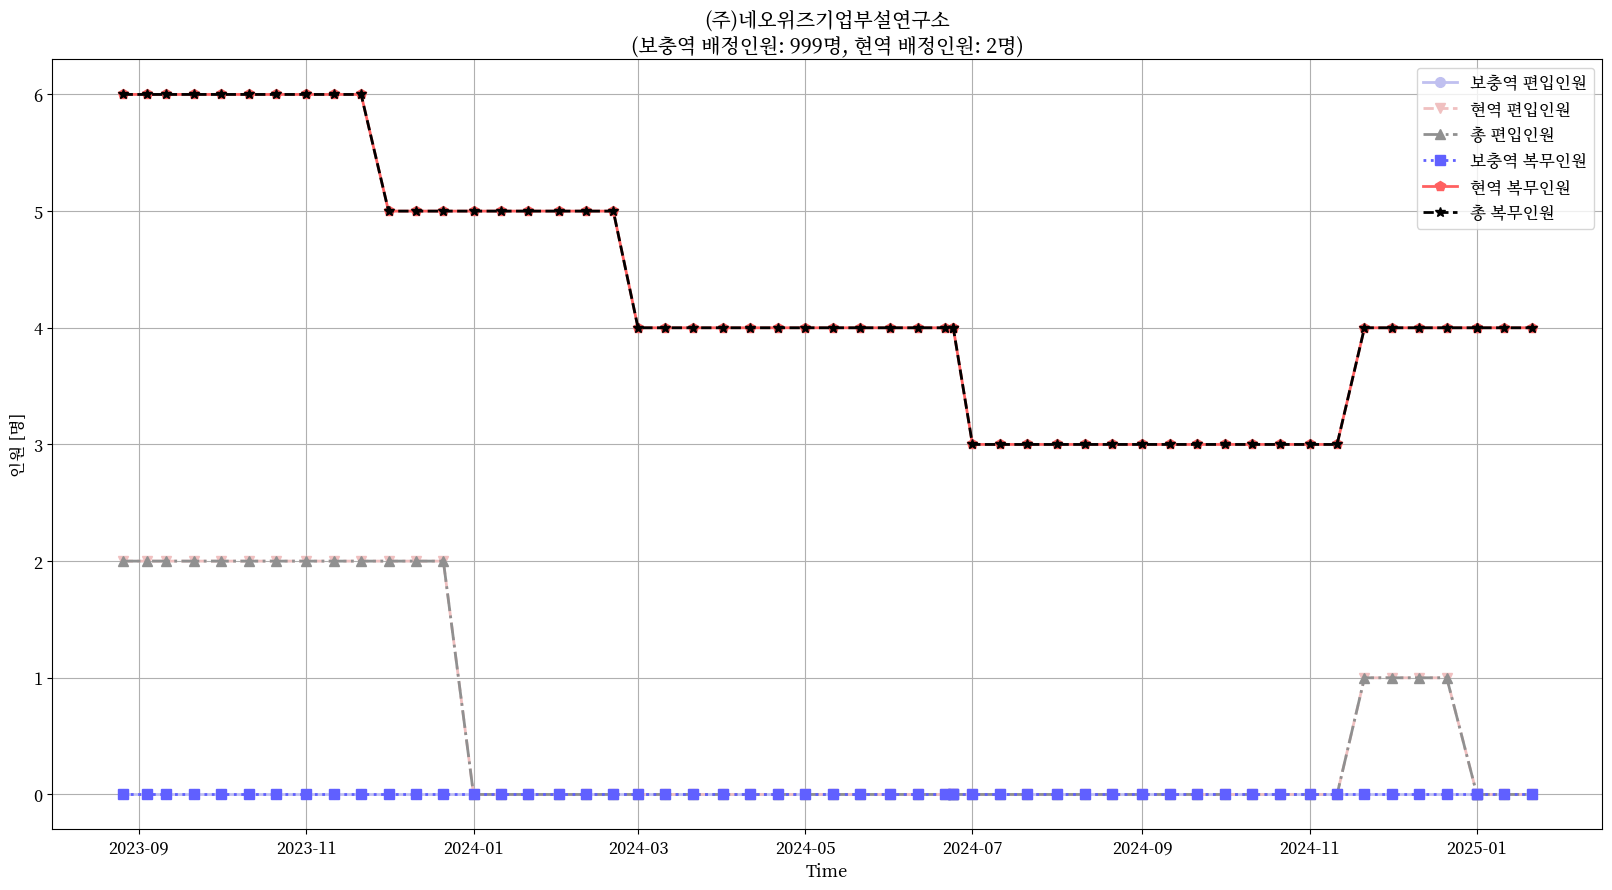 (주)네오위즈기업부설연구소
(보충역 배정인원: 999명, 현역 배정인원: 2명)
보충역 편입인원
현역 편입인원
총 편입인원
보충역 복무인원
현역 복무인원
총 복무인원
인원 [명]
6
5
4
3
2
1
0
2023-09
2023-11
2024-01
2024-03
2024-05
2024-07
2024-09
2024-11
2025-01
Time